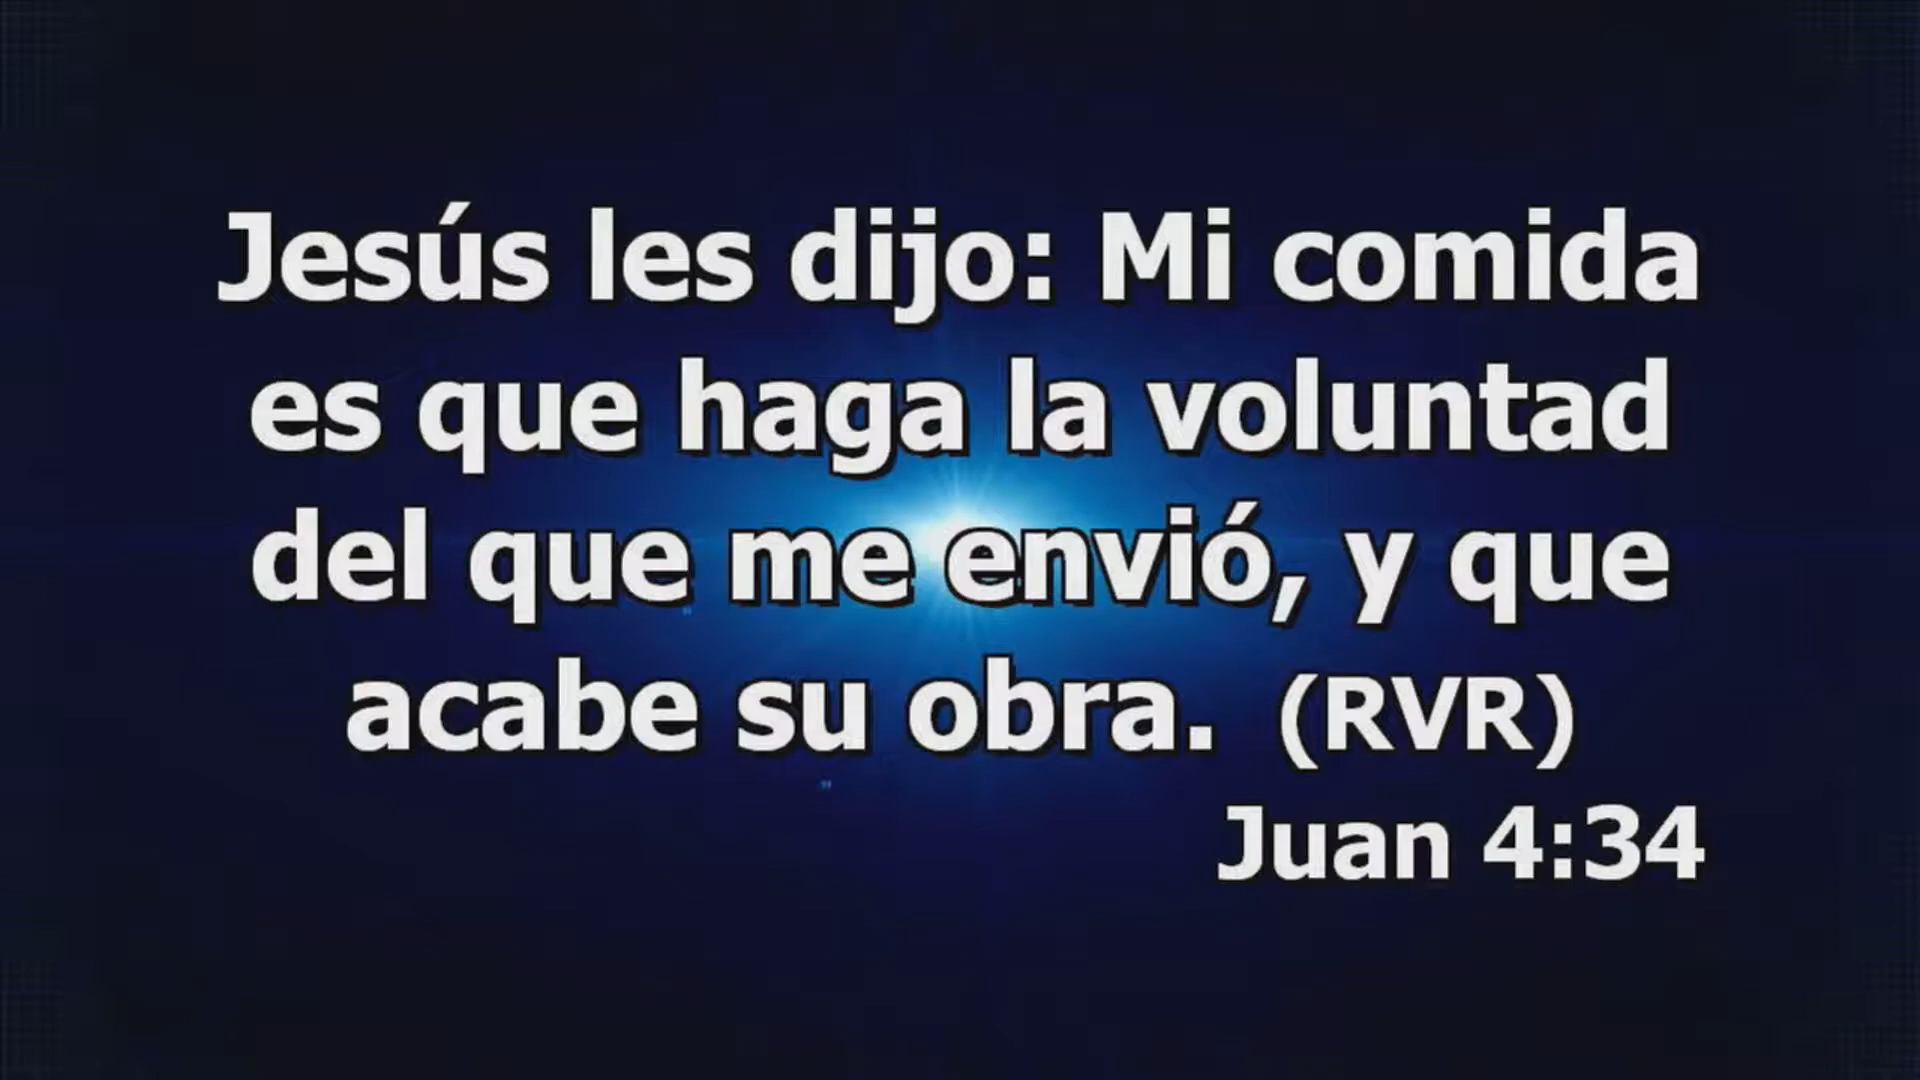 Jesús les dijo: Mi comida
es que haga la voluntad
del que me envió, y que
acabe su obra. (RVR)
Juan 4:34